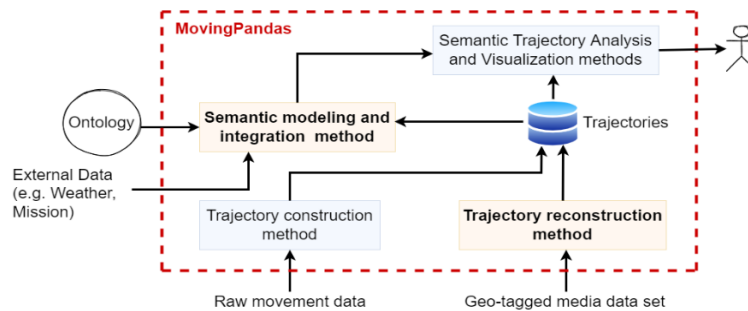 MovingPandas
Semantic Trajectory Analysis
and Visualization methods
Ontology
Semantic modeling and
integration method
Trajectories
External Data
(e.g. Weather,
Mission)
Trajectory construction
method
Trajectory reconstruction
method
Raw movement data
Geo-tagged media data set